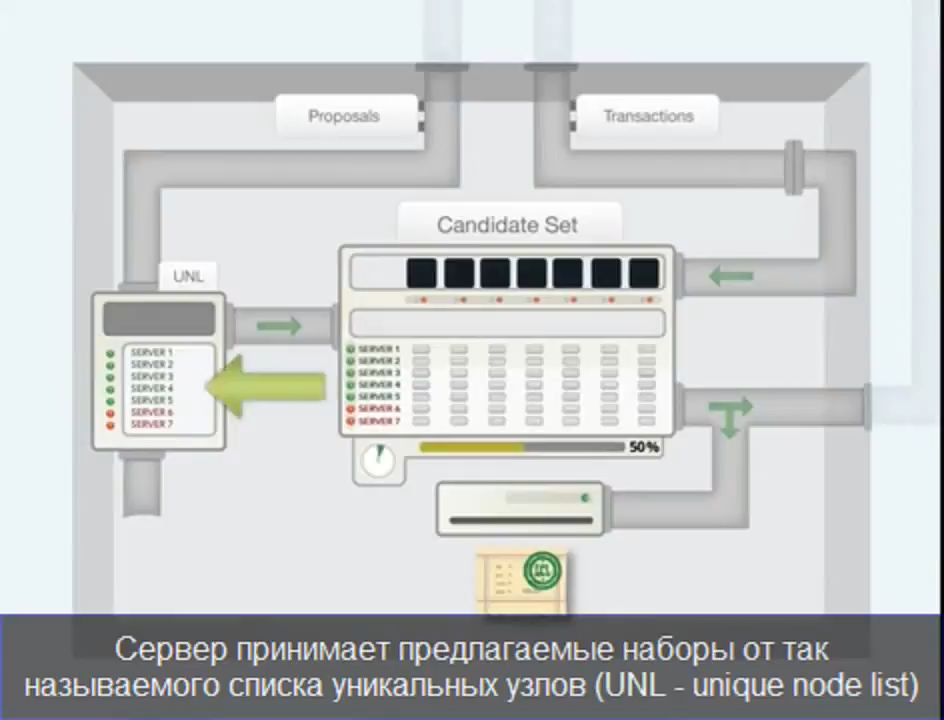 Proposals
Transactions
Candidate Set
UNL
SERVER 1
SERVER 2
SERVER 3
SERVER 4
SERVER 5
SERVER 6
SERVER 7
SERVER 1
SERVER 2
SERVER 3
SERVER 4
SERVER 5
SERVER 6
SERVER 7
50%
Сервер принимает предлагаемые наборы от так
называемого списка уникальных узлов (UNL - unique node list)